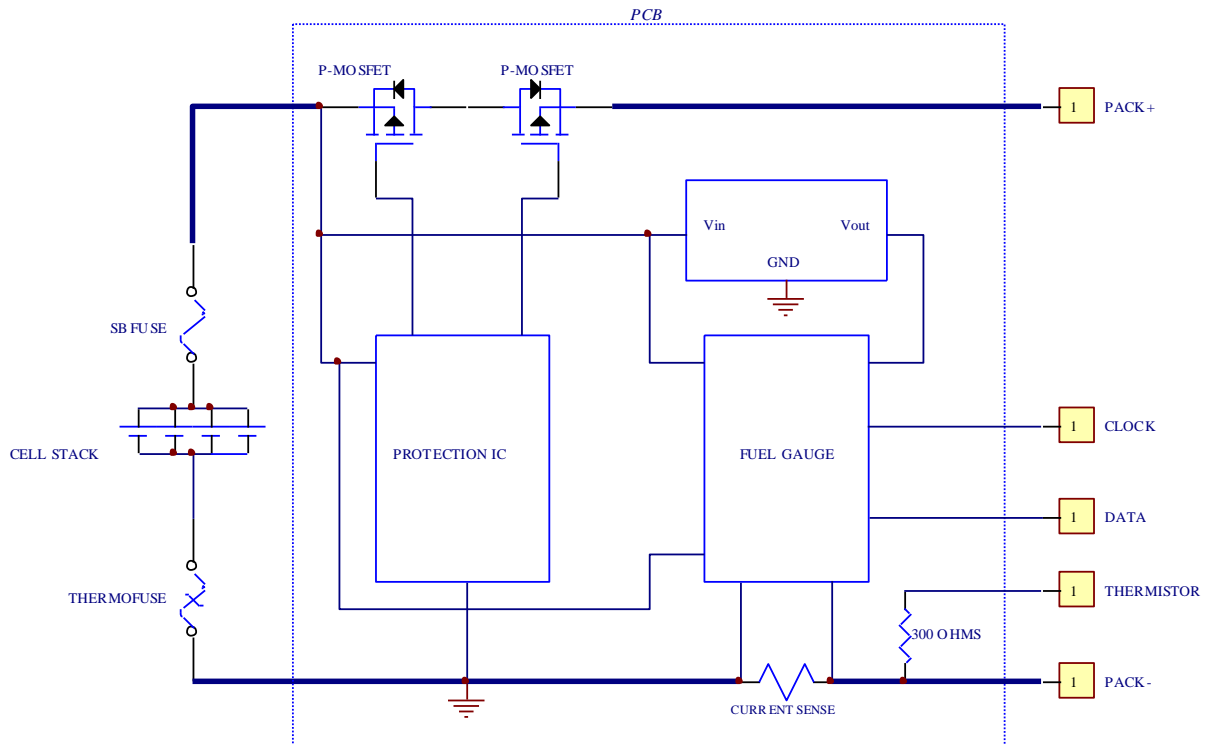 PCB
P-MOSFET
P-MOSFET
1
PACK+
Vin
Vout
GND
SB FUSE
CELL STACK
PROTECTION IC
FUEL GAUGE
1
CLOCK
1
DATA
THERMOFUSE
1
THERMISTOR
300 OHMS
1
PACK-
CURRENT SENSE